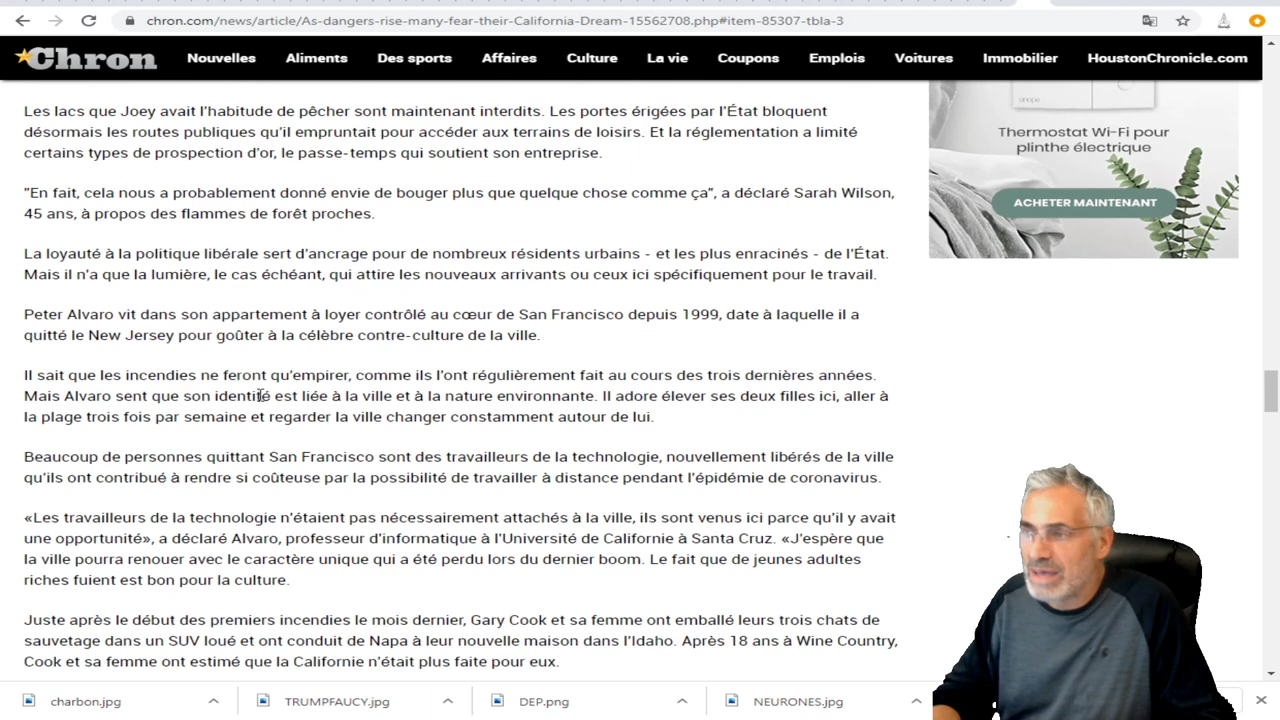 chron.com/news/article/As-dangers-rise-many-fear-their-California-Dream-15562708.php#item-85307-tbla-3
Chron
Nouvelles
Aliments
Des sports
Affaires
Culture
La vie
Coupons
Emplois
Voitures
Immobilier
HoustonChronicle.com
Les lacs que Joey avait l'habitude de pêcher sont maintenant interdits. Les portes érigées par l'État bloquent
désormais les routes publiques qu'il empruntait pour accéder aux terrains de loisirs. Et la réglementation a limité
certains types de prospection d'or, le passe-temps qui soutient son entreprise.
"En fait, cela nous a probablement donné envie de bouger plus que quelque chose comme ça", a déclaré Sarah Wilson,
45 ans, à propos des flammes de forêt proches.
La loyauté à la politique libérale sert d'ancrage pour de nombreux résidents urbains - et les plus enracinés - de l'État.
Mais il n'a que la lumière, le cas échéant, qui attire les nouveaux arrivants ou ceux ici spécifiquement pour le travail.
Peter Alvaro vit dans son appartement à loyer contrôlé au cœur de San Francisco depuis 1999, date à laquelle il a
quitté le New Jersey pour goûter à la célèbre contre-culture de la ville.
Il sait que les incendies ne feront qu'empirer, comme ils l'ont régulièrement fait au cours des trois dernières années.
Mais Alvaro sent que son identité est liée à la ville et à la nature environnante. Il adore élever ses deux filles ici, aller à
la plage trois fois par semaine et regarder la ville changer constamment autour de lui.
Beaucoup de personnes quittant San Francisco sont des travailleurs de la technologie, nouvellement libérés de la ville
qu'ils ont contribué à rendre si coûteuse par la possibilité de travailler à distance pendant l'épidémie de coronavirus.
«Les travailleurs de la technologie n'étaient pas nécessairement attachés à la ville, ils sont venus ici parce qu'il y avait
une opportunité», a déclaré Alvaro, professeur d'informatique à l'Université de Californie à Santa Cruz. «J'espère que
la ville pourra renouer avec le caractère unique qui a été perdu lors du dernier boom. Le fait que de jeunes adultes
riches fuient est bon pour la culture.
Juste après le début des premiers incendies le mois dernier, Gary Cook et sa femme ont emballé leurs trois chats de
sauvetage dans un SUV loué et ont conduit de Napa à leur nouvelle maison dans l'Idaho. Après 18 ans à Wine Country,
Cook et sa femme ont estimé que la Californie n'était plus faite pour eux.
sinope
Thermostat Wi-Fi pour
plinthe électrique
ACHETER MAINTENANT
charbon.jpg
TRUMPFAUCY.jpg
DEP.png
NEURONES.jpg